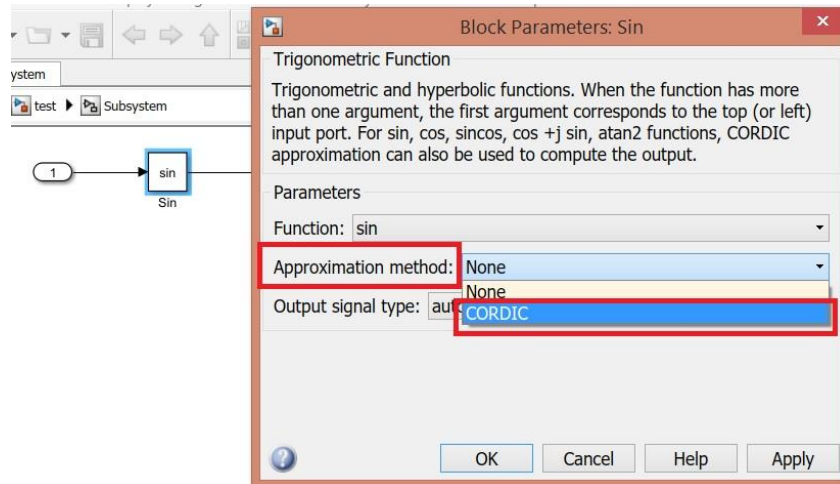 ystem
test Subsystem
1
sin
Sin
Block Parameters: Sin
Trigonometric Function
Trigonometric and hyperbolic functions. When the function has more
than one argument, the first argument corresponds to the top (or left)
input port. For sin, cos, sincos, cos +j sin, atan2 functions, CORDIC
approximation can also be used to compute the output.
Parameters
Function: sin
Approximation method: None
None
Output signal type:
CORDIC
OK Cancel Help Apply